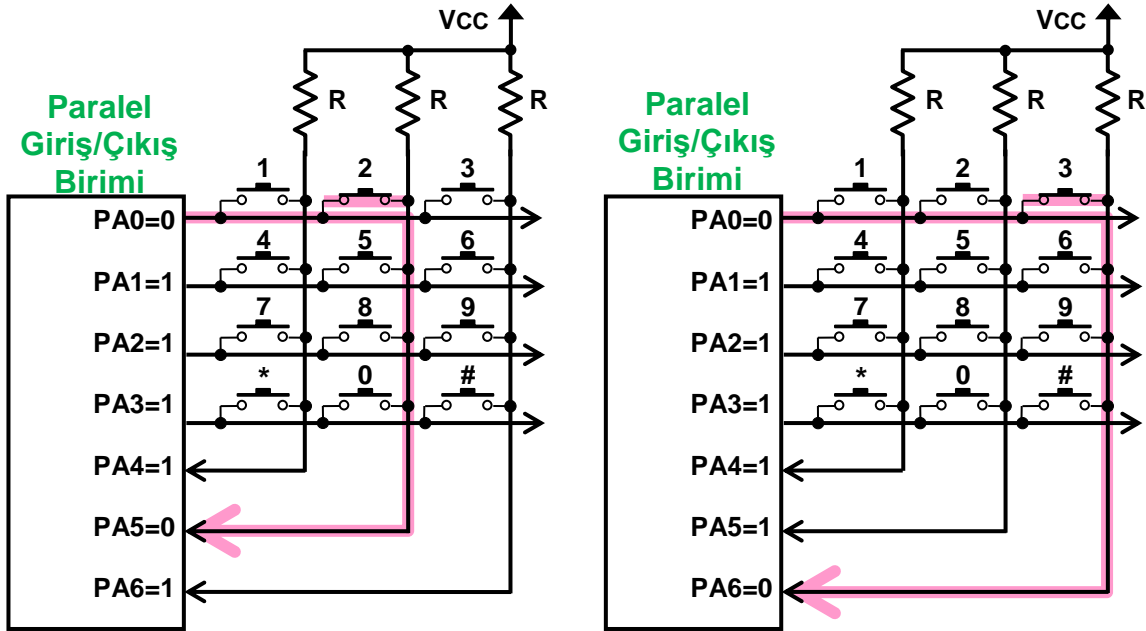 VCC
R R R
Paralel
Giriş/Çıkış
Birimi
1 2 3
PA0=0
4 5 6
PA1=1
7 8 9
PA2=1
* 0 #
PA3=1
PA4=1
PA5=0
PA6=1
VCC
R R R
Paralel
Giriş/Çıkış
Birimi
1 2 3
PA0=0
4 5 6
PA1=1
7 8 9
PA2=1
* 0 #
PA3=1
PA4=1
PA5=1
PA6=0